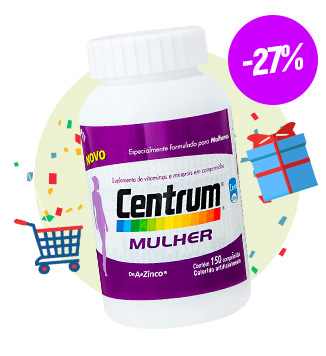 -27%
NOVO
Especialmente formulado para Mulheres
Suplemento de vitaminas e minerais em comprimidos
Centrum®
MULHER
De A a Zinco®
Contém 150 comprimidos
Colorido artificialmente